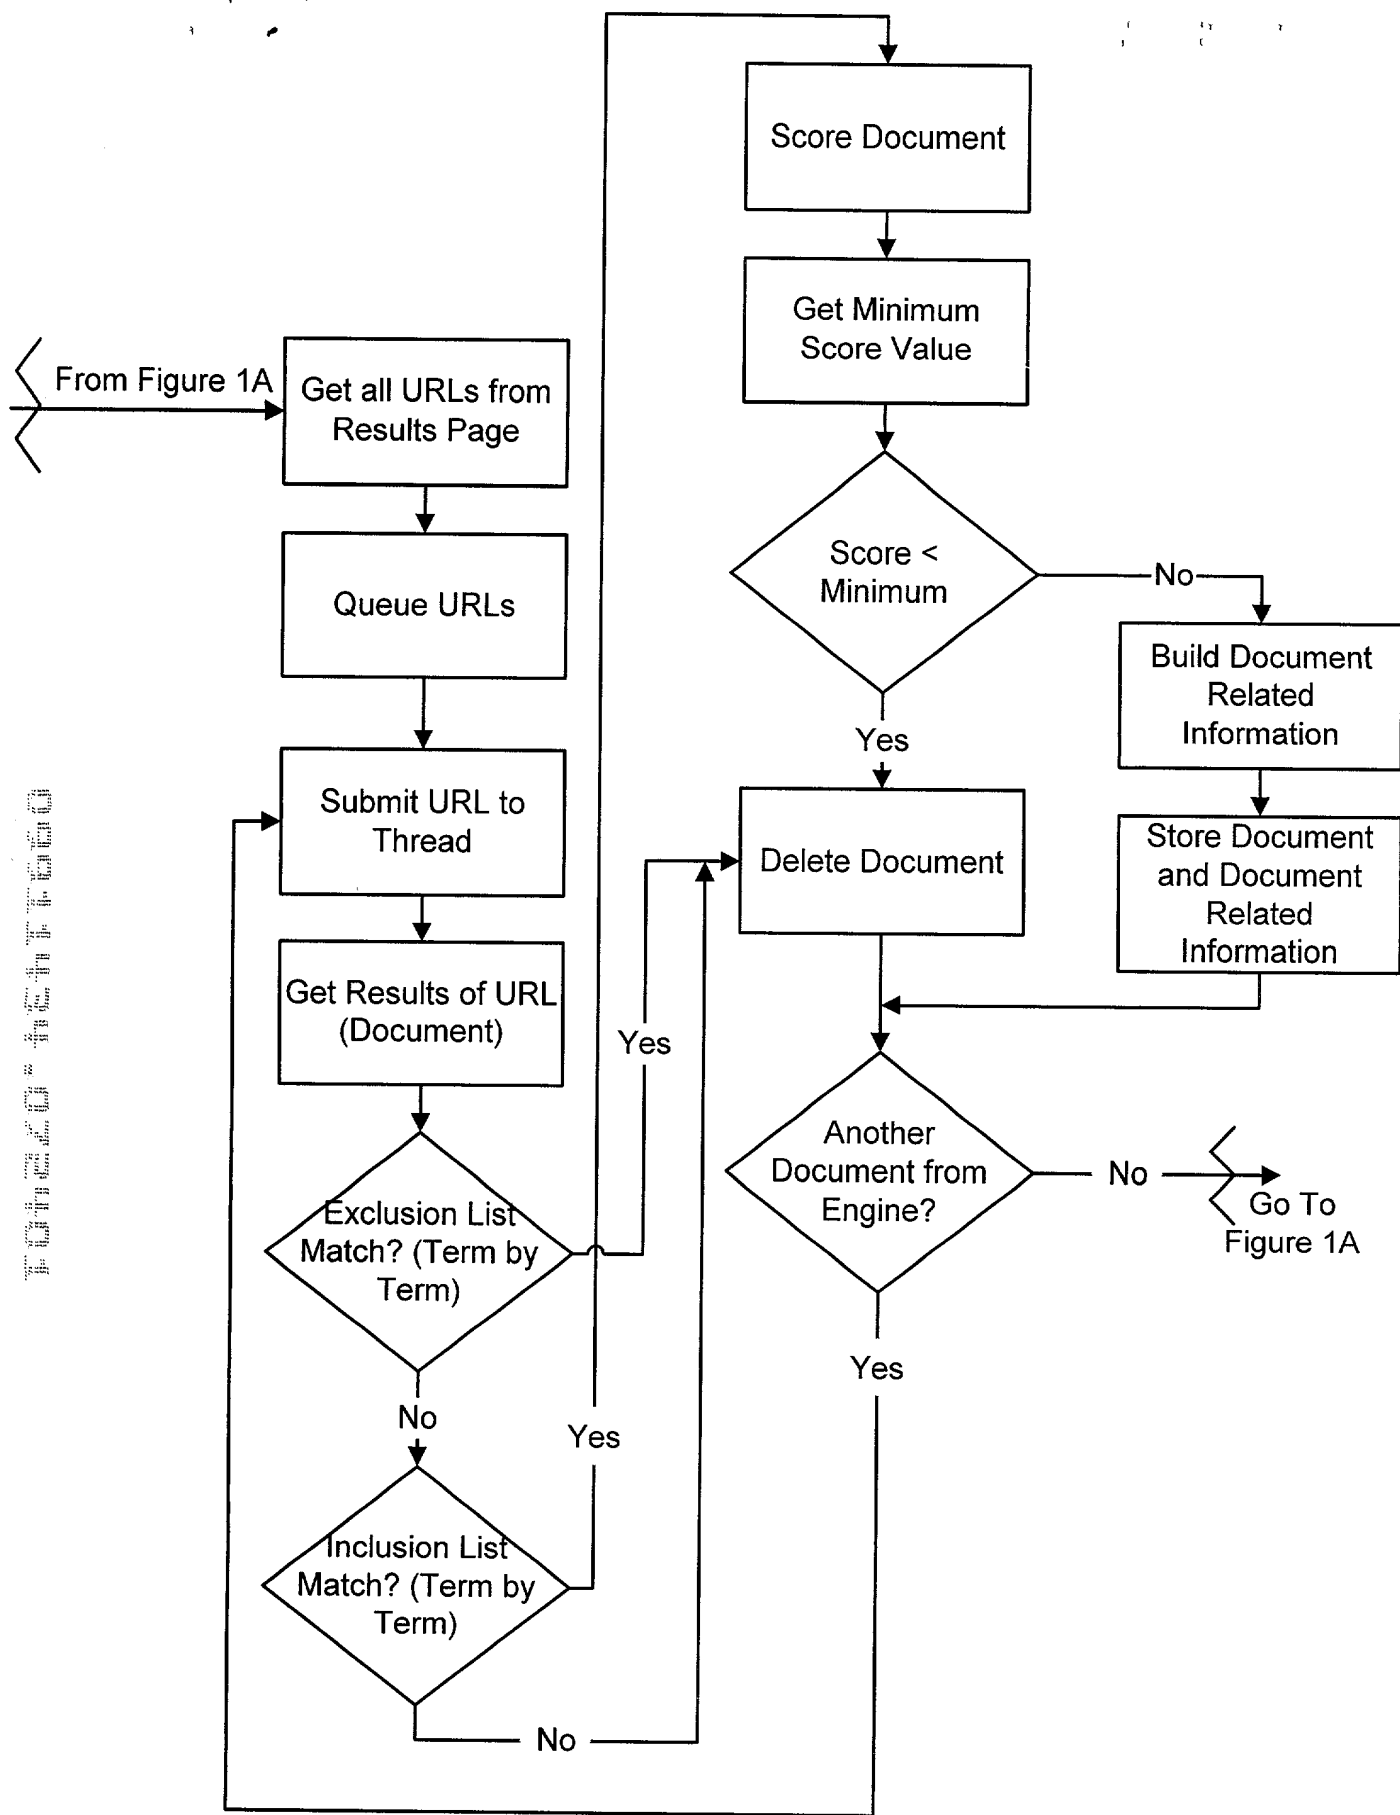 From Figure 1A
Get all URLs from
Results Page
Queue URLs
Submit URL to
Thread
Get Results of URL
(Document)
Exclusion List
Match? (Term by
Term)
Yes
No
Inclusion List
Match? (Term by
Term)
Yes
No
Score Document
Get Minimum
Score Value
Score <
Minimum
No
Yes
Build Document
Related
Information
Store Document
and Document
Related
Information
Delete Document
Another
Document from
Engine?
No
Go To
Figure 1A
Yes